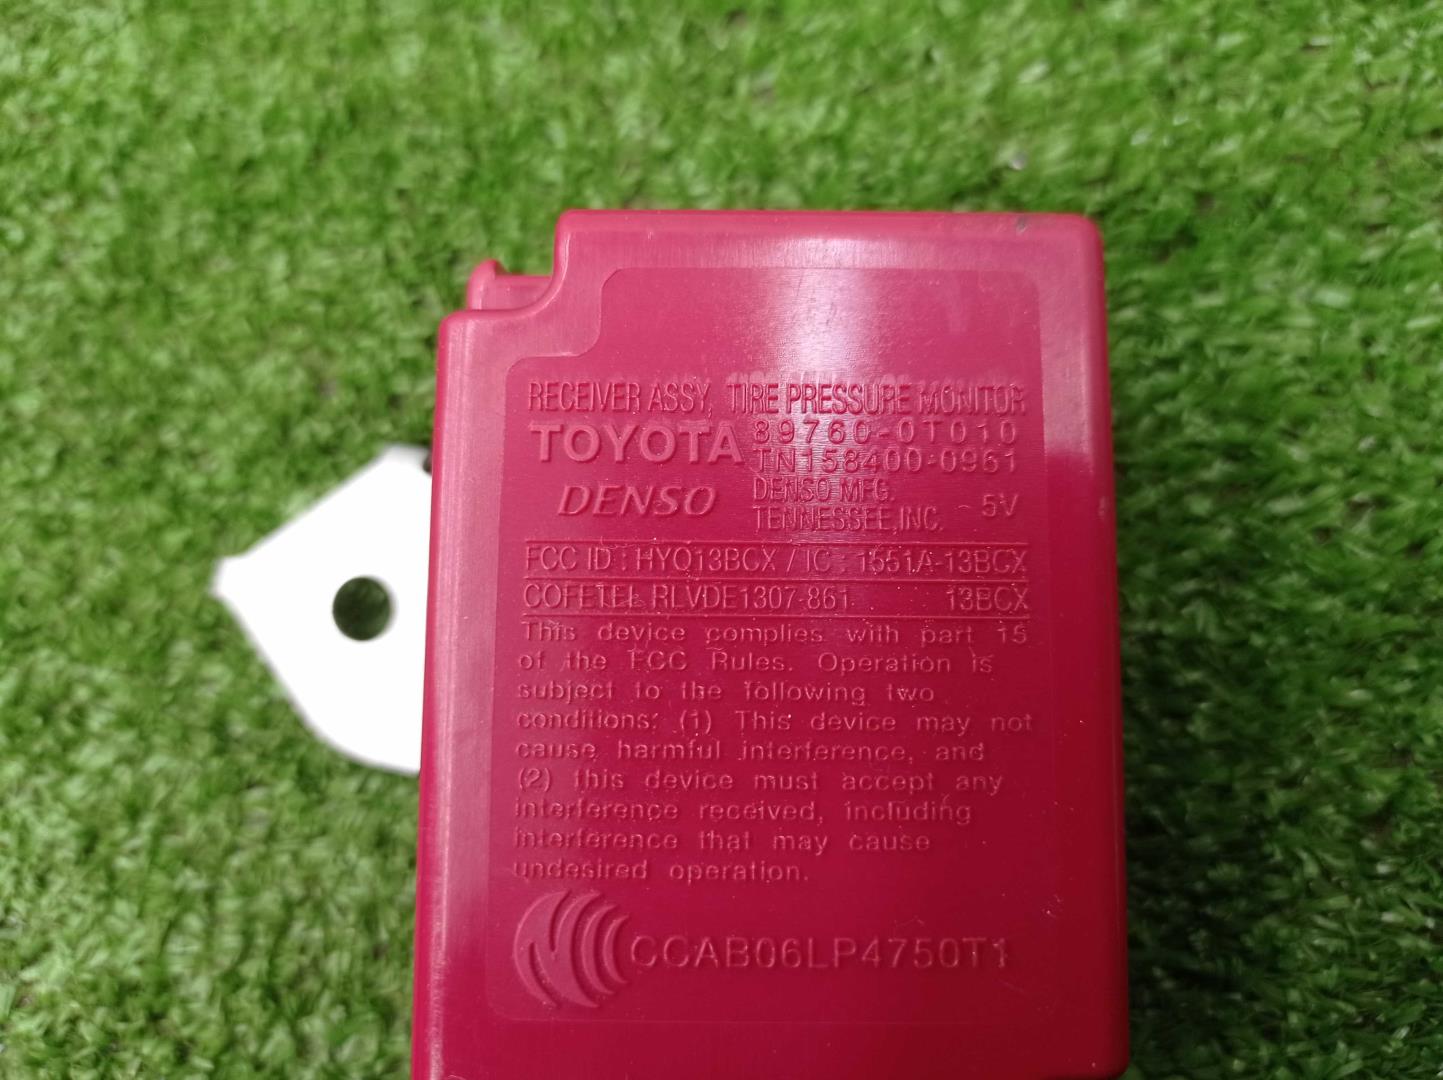 RECEIVER ASSY, TIRE PRESSURE MONITOR
TOYOTA 89760-0T010
TN158400-0961
DENSO DENSO MFG.
TENNESSEE,INC. 5V
FCC ID : HYQ13BCX / IC : 1551A-13BCX
COFETEL RLVDE1307-861 13BCX
This device complies with part 15
of the FCC Rules. Operation is
subject to the following two
conditions: (1) This device may not
cause harmful interference, and
(2) this device must accept any
interference received, including
interference that may cause
undesired operation.
CCAB06LP4750T1